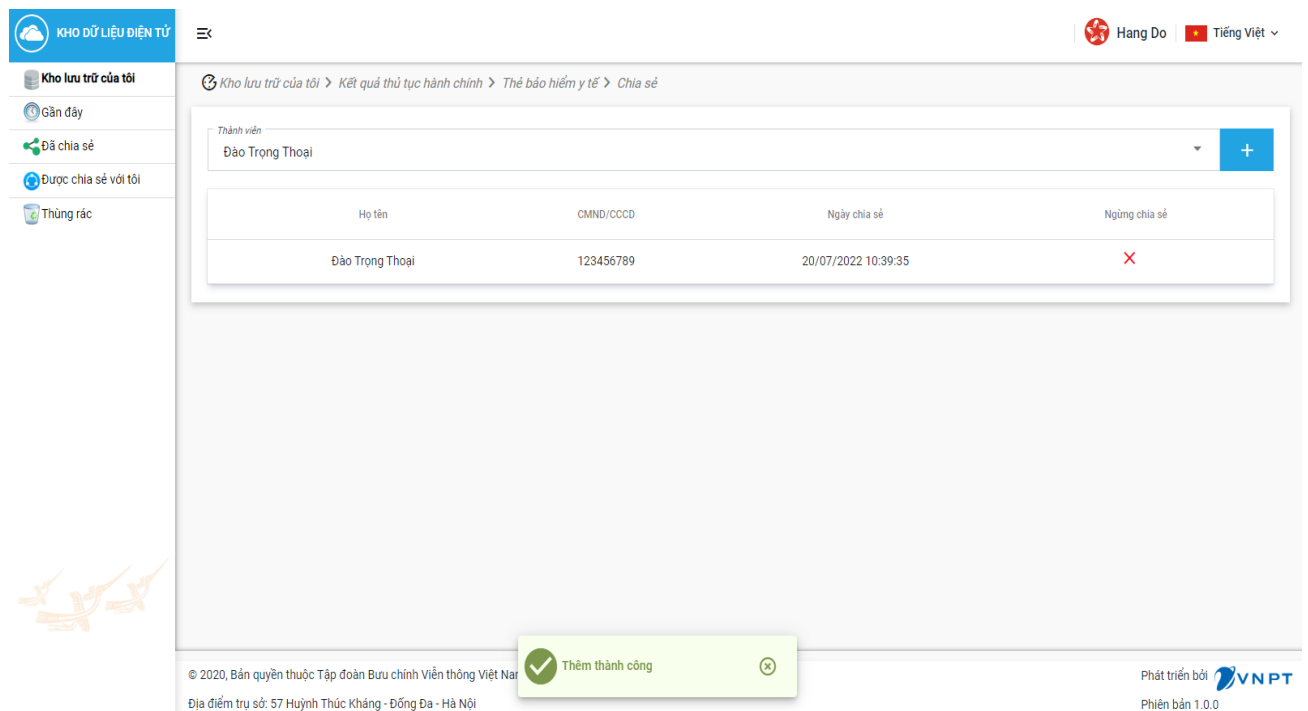 KHO DỮ LIỆU ĐIỆN TỬ
Hang Do
Tiếng Việt
Kho lưu trữ của tôi
Gần đây
Đã chia sẻ
Được chia sẻ với tôi
Thùng rác
Kho lưu trữ của tôi > Kết quả thủ tục hành chính > Thẻ bảo hiểm y tế > Chia sẻ
Thành viên
Đào Trọng Thoại
+
Họ tên CMND/CCCD Ngày chia sẻ Ngừng chia sẻ
Đào Trọng Thoại 123456789 20/07/2022 10:39:35
Thêm thành công
© 2020, Bản quyền thuộc Tập đoàn Bưu chính Viễn thông Việt
Địa điểm trụ sở: 57 Huỳnh Thúc Kháng - Đống Đa - Hà Nội
Phát triển bởi VNPT
Phiên bản 1.0.0